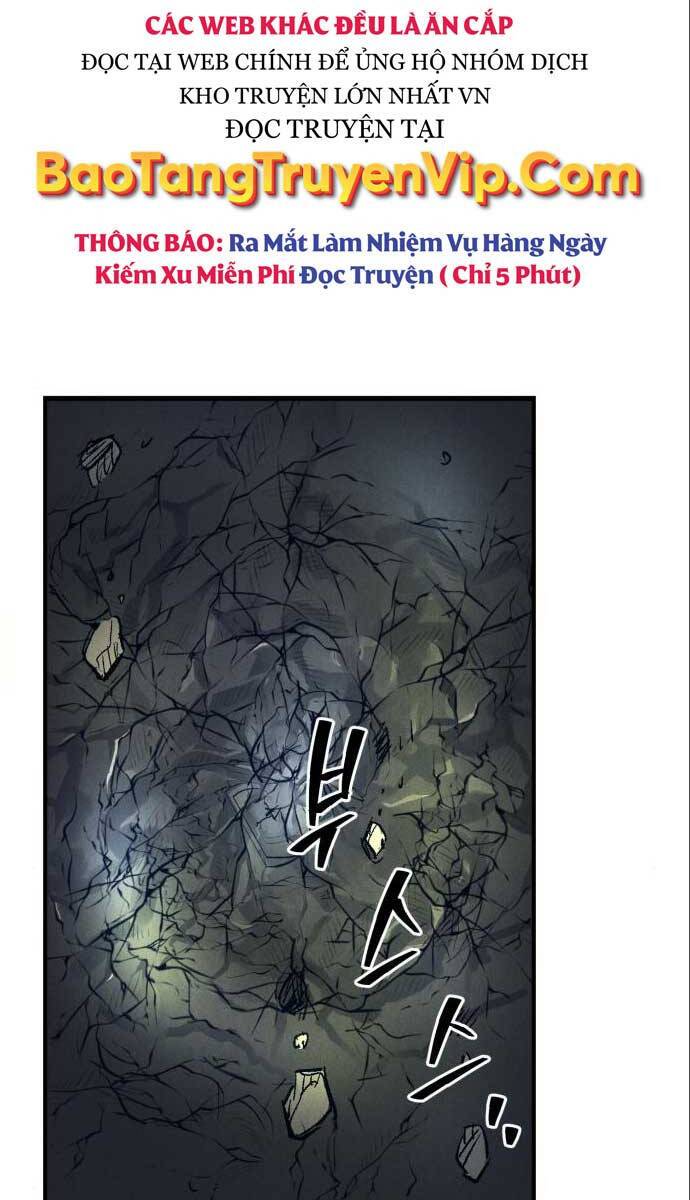 CÁC WEB KHÁC ĐỀU LÀ ĂN CẮP
ĐỌC TẠI WEB CHÍNH ĐỂ ỦNG HỘ NHÓM DỊCH
KHO TRUYỆN LỚN NHẤT VN
ĐỌC TRUYỆN TẠI
BaoTangTruyenVip.Com
THÔNG BÁO: Ra Mắt Làm Nhiệm Vụ Hàng Ngày
Kiếm Xu Miễn Phí Đọc Truyện ( Chỉ 5 Phút)
부스스